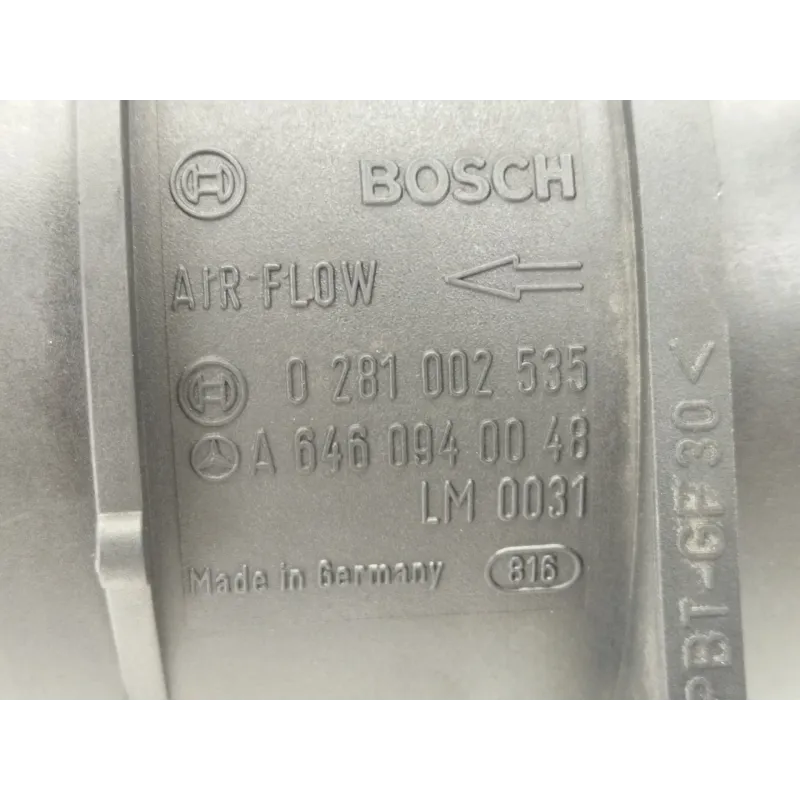 BOSCH
AIR FLOW
0 281 002 535
A 646 094 00 48
LM 0031
Made in Germany 816
PBT-GF30<